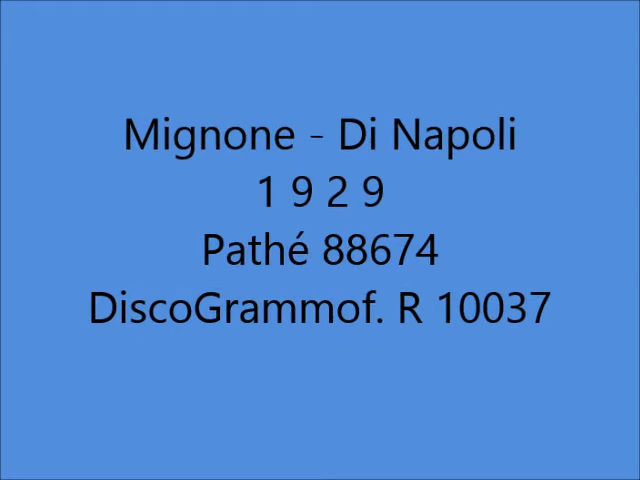 Mignone - Di Napoli
1 9 2 9
Pathé 88674
DiscoGrammof. R 10037